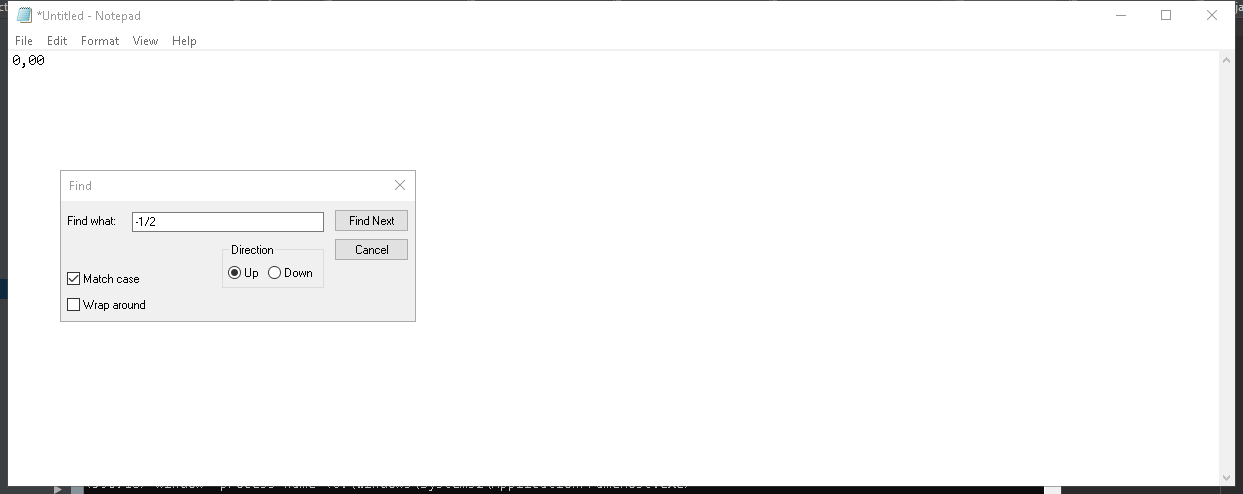 *Untitled - Notepad
File Edit Format View Help
0,00
Find
Find what: -1/2 Find Next
Direction Cancel
Up Down
Match case
Wrap around